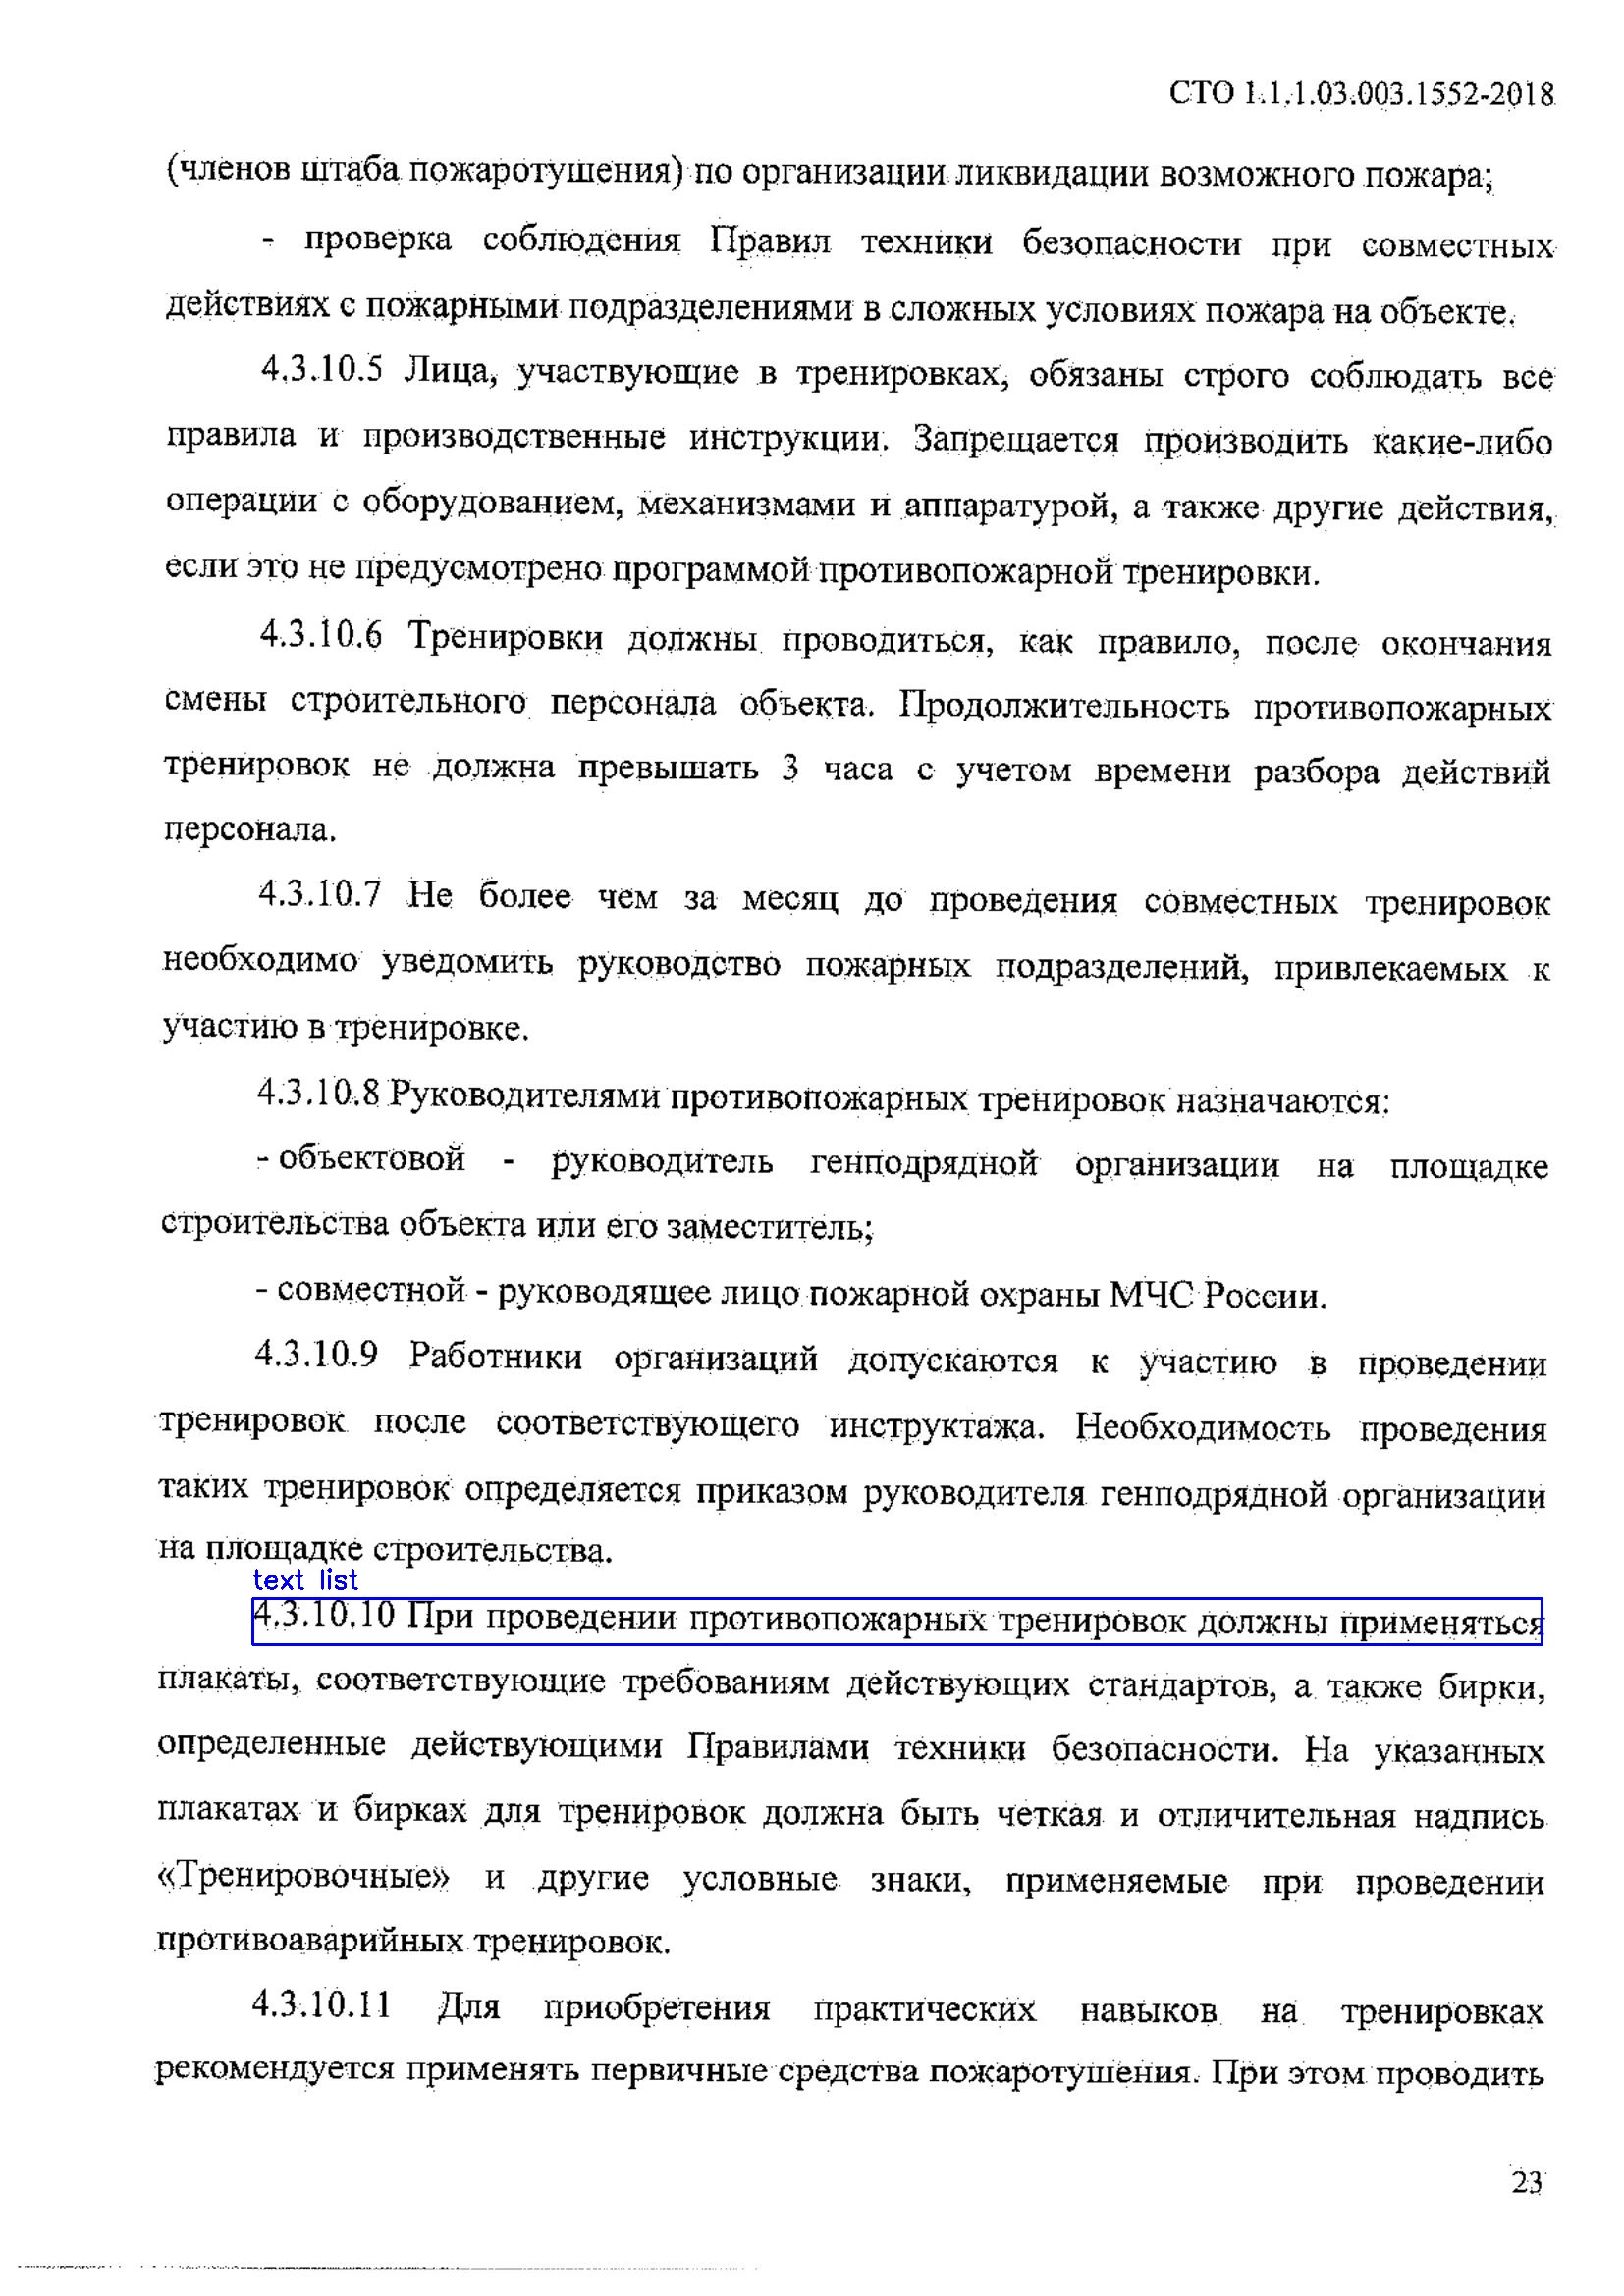 СТО 1.1.1.03.003.1552-2018
(членов штаба пожаротушения) по организации ликвидации возможного пожара;
- проверка соблюдения Правил техники безопасности при совместных
действиях с пожарными подразделениями в сложных условиях пожара на объекте.
4.3.10.5 Лица, участвующие в тренировках, обязаны строго соблюдать все
правила и производственные инструкции. Запрещается производить какие-либо
операции с оборудованием, механизмами и аппаратурой, а также другие действия,
если это не предусмотрено программой противопожарной тренировки.
4.3.10.6 Тренировки должны проводиться, как правило, после окончания
смены строительного персонала объекта. Продолжительность противопожарных
тренировок не должна превышать 3 часа с учетом времени разбора действий
персонала.
4.3.10.7 Не более чем за месяц до проведения совместных тренировок
необходимо уведомить руководство пожарных подразделений, привлекаемых к
участию в тренировке.
4.3.10.8 Руководителями противопожарных тренировок назначаются:
- объектовой - руководитель генподрядной организации на площадке
строительства объекта или его заместитель;
- совместной - руководящее лицо пожарной охраны МЧС России.
4.3.10.9 Работники организаций допускаются к участию в проведении
тренировок после соответствующего инструктажа. Необходимость проведения
таких тренировок определяется приказом руководителя генподрядной организации
на площадке строительства.
text list
4.3.10.10 При проведении противопожарных тренировок должны применяться
плакаты, соответствующие требованиям действующих стандартов, а также бирки,
определенные действующими Правилами техники безопасности. На указанных
плакатах и бирках для тренировок должна быть четкая и отличительная надпись
«Тренировочные» и другие условные знаки, применяемые при проведении
противоаварийных тренировок.
4.3.10.11 Для приобретения практических навыков на тренировках
рекомендуется применять первичные средства пожаротушения. При этом проводить
23